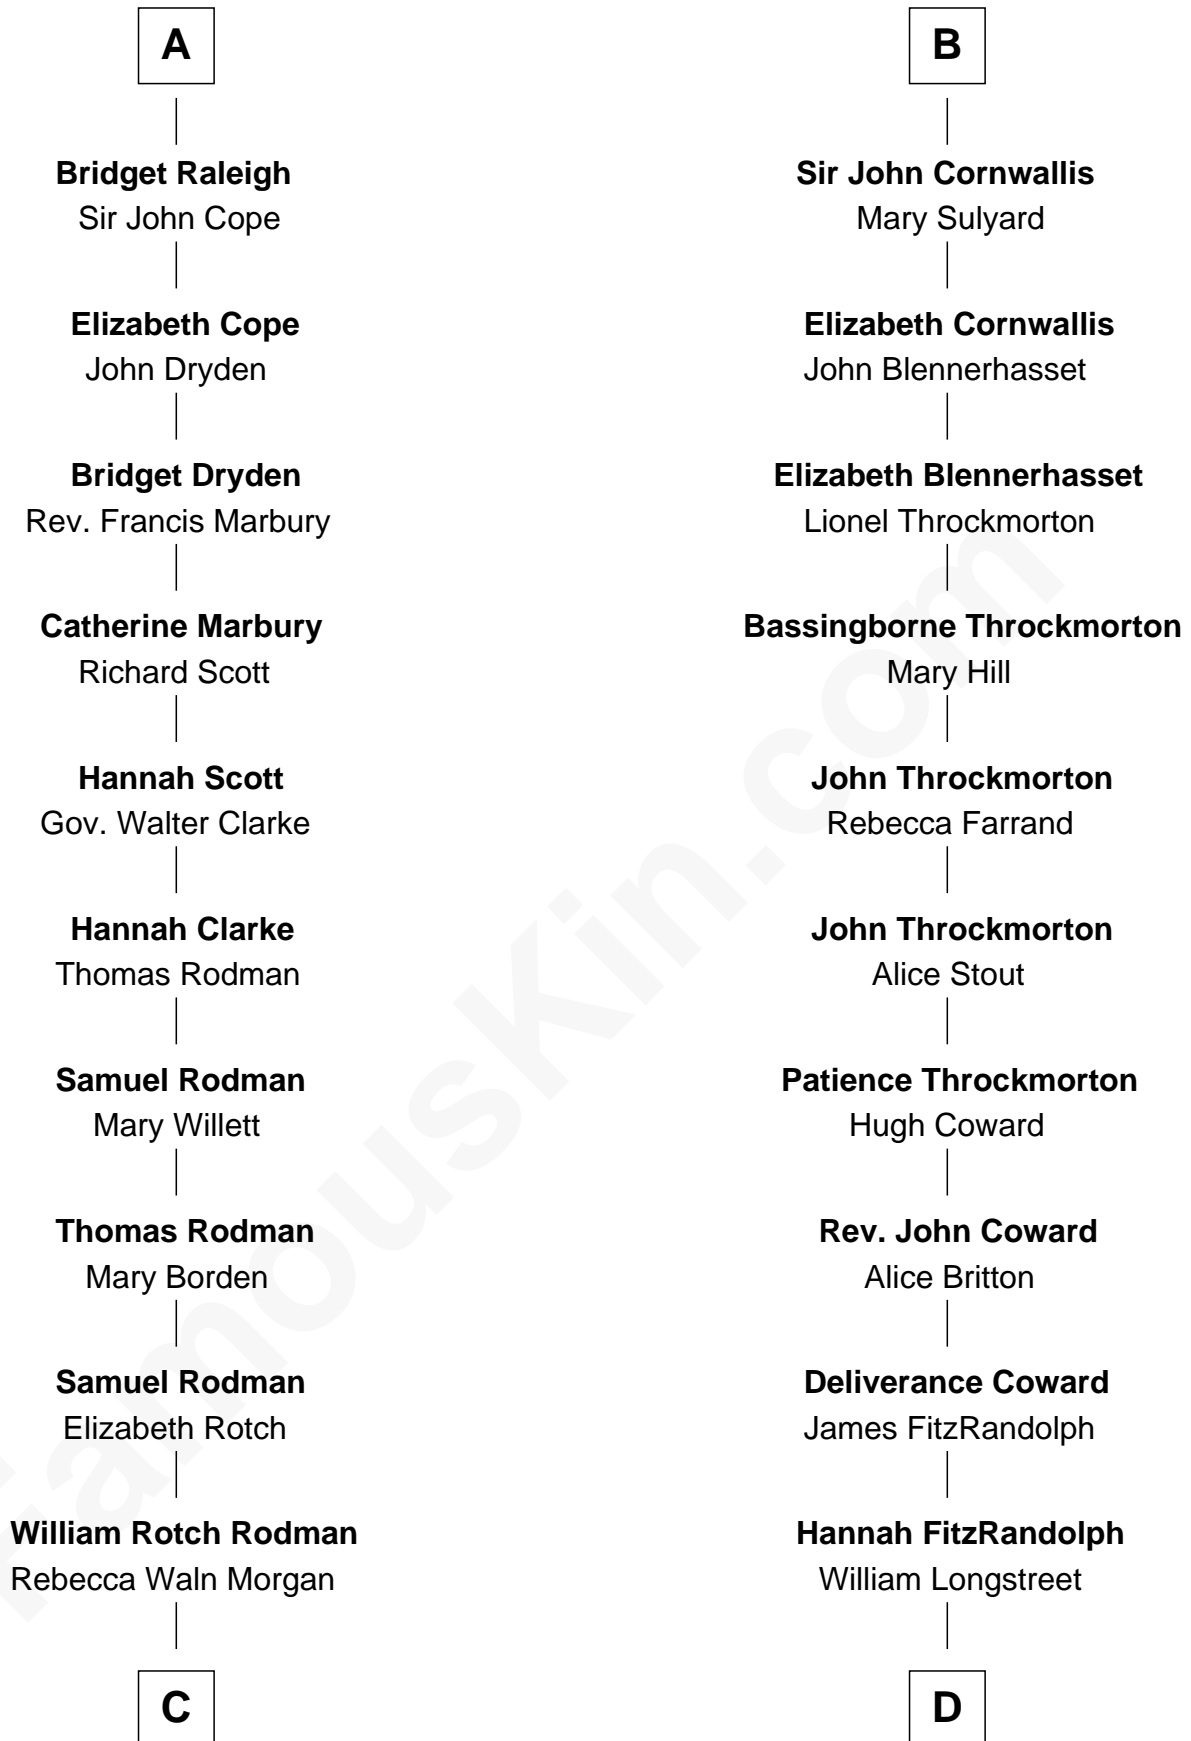 A
Bridget Raleigh
Sir John Cope
Elizabeth Cope
John Dryden
Bridget Dryden
Rev. Francis Marbury
Catherine Marbury
Richard Scott
Hannah Scott
Gov. Walter Clarke
Hannah Clarke
Thomas Rodman
Samuel Rodman
Mary Willett
Thomas Rodman
Mary Borden
Samuel Rodman
Elizabeth Rotch
William Rotch Rodman
Rebecca Waln Morgan
C
B
Sir John Cornwallis
Mary Sulyard
Elizabeth Cornwallis
John Blennerhasset
Elizabeth Blennerhasset
Lionel Throckmorton
Bassingborne Throckmorton
Mary Hill
John Throckmorton
Rebecca Farrand
John Throckmorton
Alice Stout
Patience Throckmorton
Hugh Coward
Rev. John Coward
Alice Britton
Deliverance Coward
James FitzRandolph
Hannah FitzRandolph
William Longstreet
D
FamousKin.com